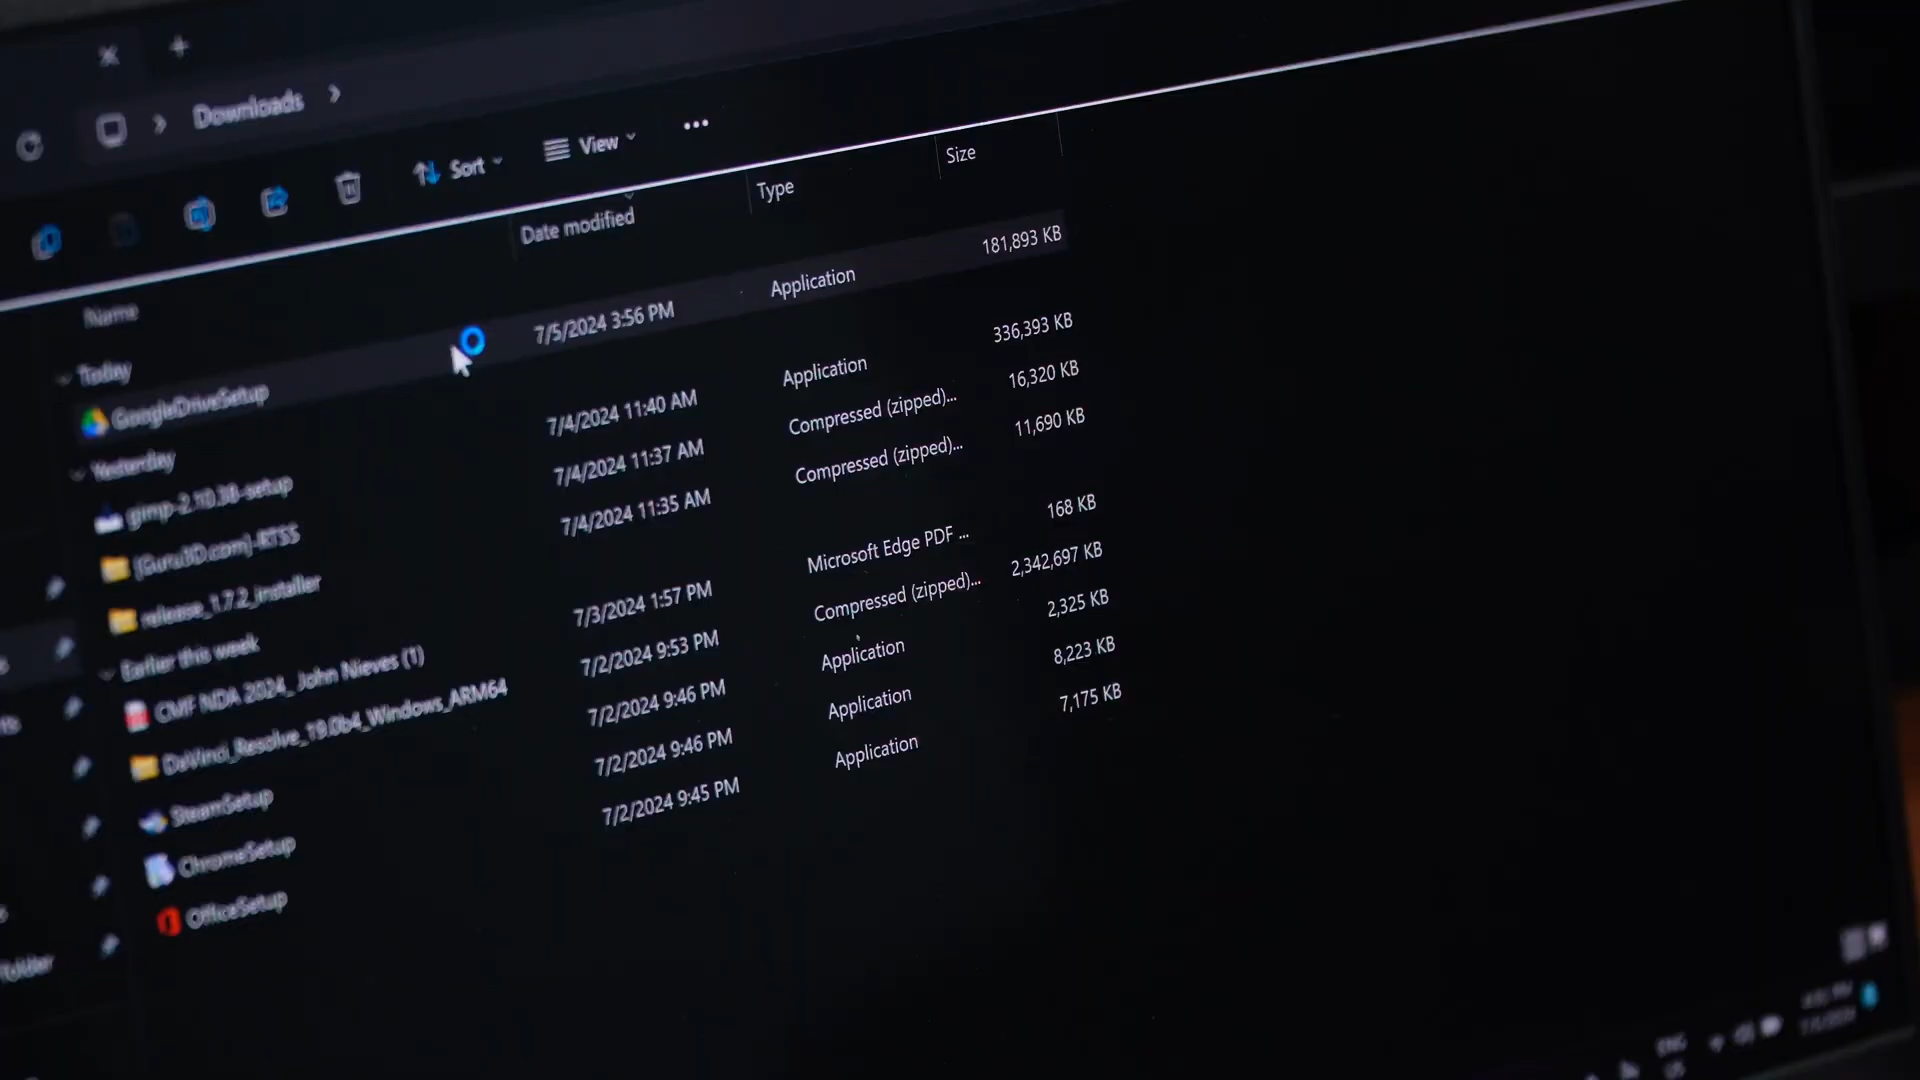 Downloads
Sort
View
Name
Date modified
Type
Size
Today
GoogleDriveSetup 7/5/2024 3:56 PM Application 181,893 KB
Yesterday
gimp-2.10.38-setup 7/4/2024 11:40 AM Application 336,393 KB
[Guru3D.com]-RTSS 7/4/2024 11:37 AM Compressed (zipped)... 16,320 KB
release_1.7.2_installer 7/4/2024 11:35 AM Compressed (zipped)... 11,690 KB
Earlier this week
CMF NDA 2024_ John Nieves (1) 7/3/2024 1:57 PM Microsoft Edge PDF ... 168 KB
DaVinci_Resolve_19.0b4_Windows_ARM64 7/2/2024 9:53 PM Compressed (zipped)... 2,342,697 KB
SteamSetup 7/2/2024 9:46 PM Application 2,325 KB
ChromeSetup 7/2/2024 9:46 PM Application 8,223 KB
OfficeSetup 7/2/2024 9:45 PM Application 7,175 KB
folder
ENG
US